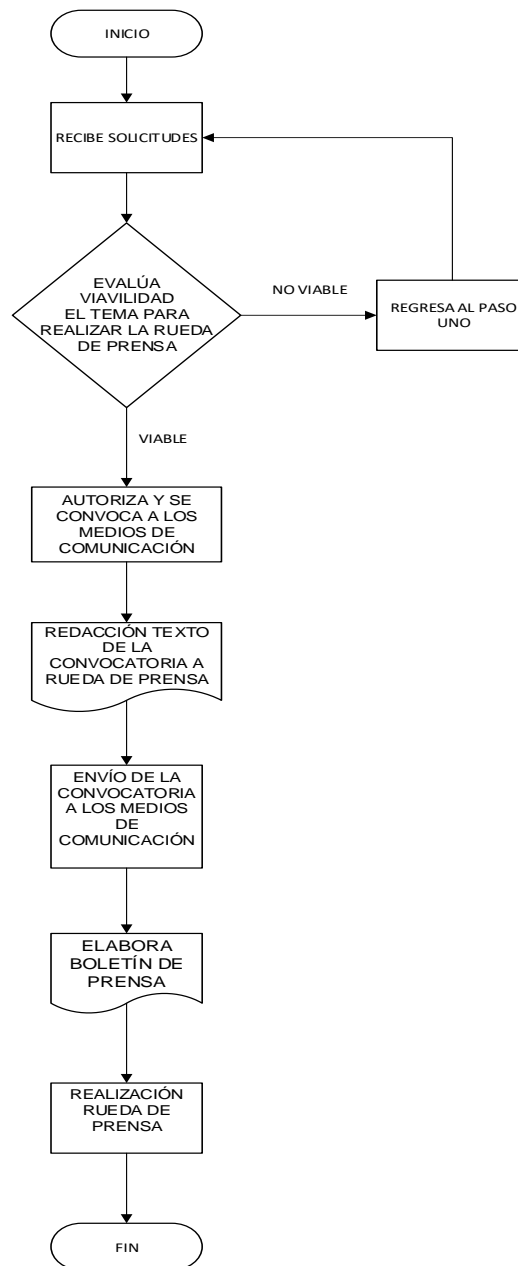 INICIO
RECIBE SOLICITUDES
EVALÚA
VIAVILIDAD
EL TEMA PARA
REALIZAR LA RUEDA
DE PRENSA
NO VIABLE
REGRESA AL PASO
UNO
VIABLE
AUTORIZA Y SE
CONVOCA A LOS
MEDIOS DE
COMUNICACIÓN
REDACCIÓN TEXTO
DE LA
CONVOCATORIA A
RUEDA DE PRENSA
ENVÍO DE LA
CONVOCATORIA
A LOS MEDIOS
DE
COMUNICACIÓN
ELABORA
BOLETÍN DE
PRENSA
REALIZACIÓN
RUEDA DE
PRENSA
FIN